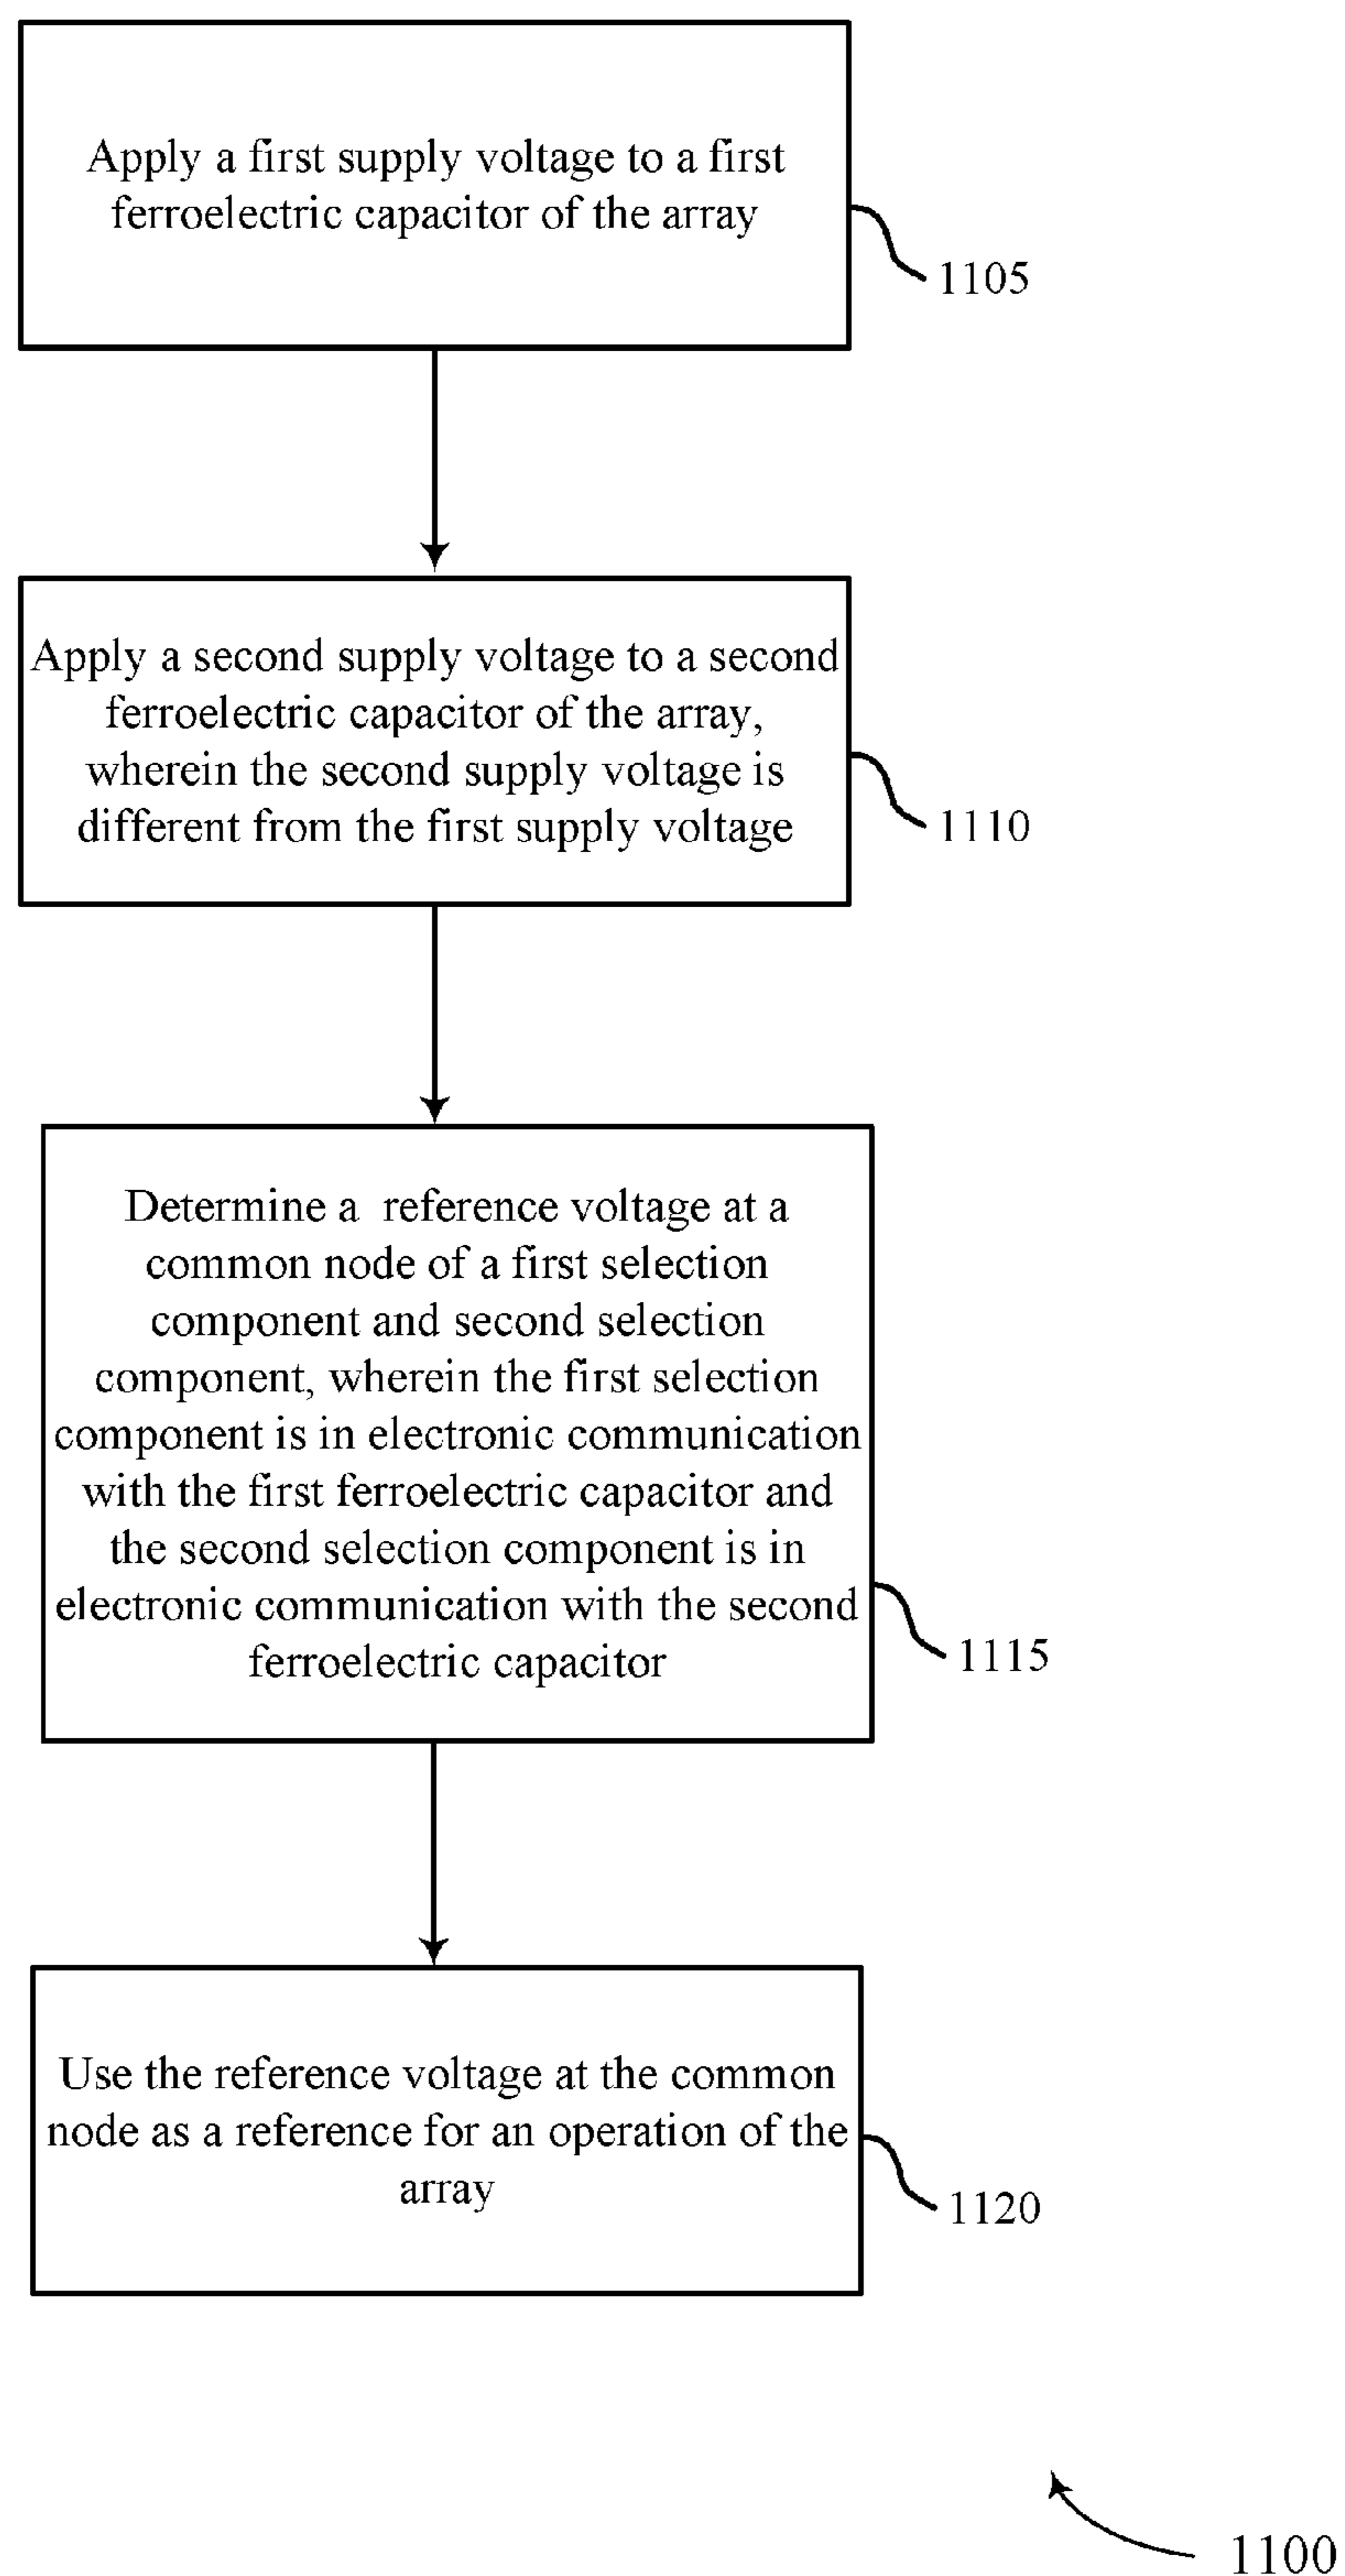 Apply a first supply voltage to a first
ferroelectric capacitor of the array
1105
Apply a second supply voltage to a second
ferroelectric capacitor of the array,
wherein the second supply voltage is
different from the first supply voltage
1110
Determine a reference voltage at a
common node of a first selection
component and second selection
component, wherein the first selection
component is in electronic communication
with the first ferroelectric capacitor and
the second selection component is in
electronic communication with the second
ferroelectric capacitor
1115
Use the reference voltage at the common
node as a reference for an operation of the
array
1120
1100